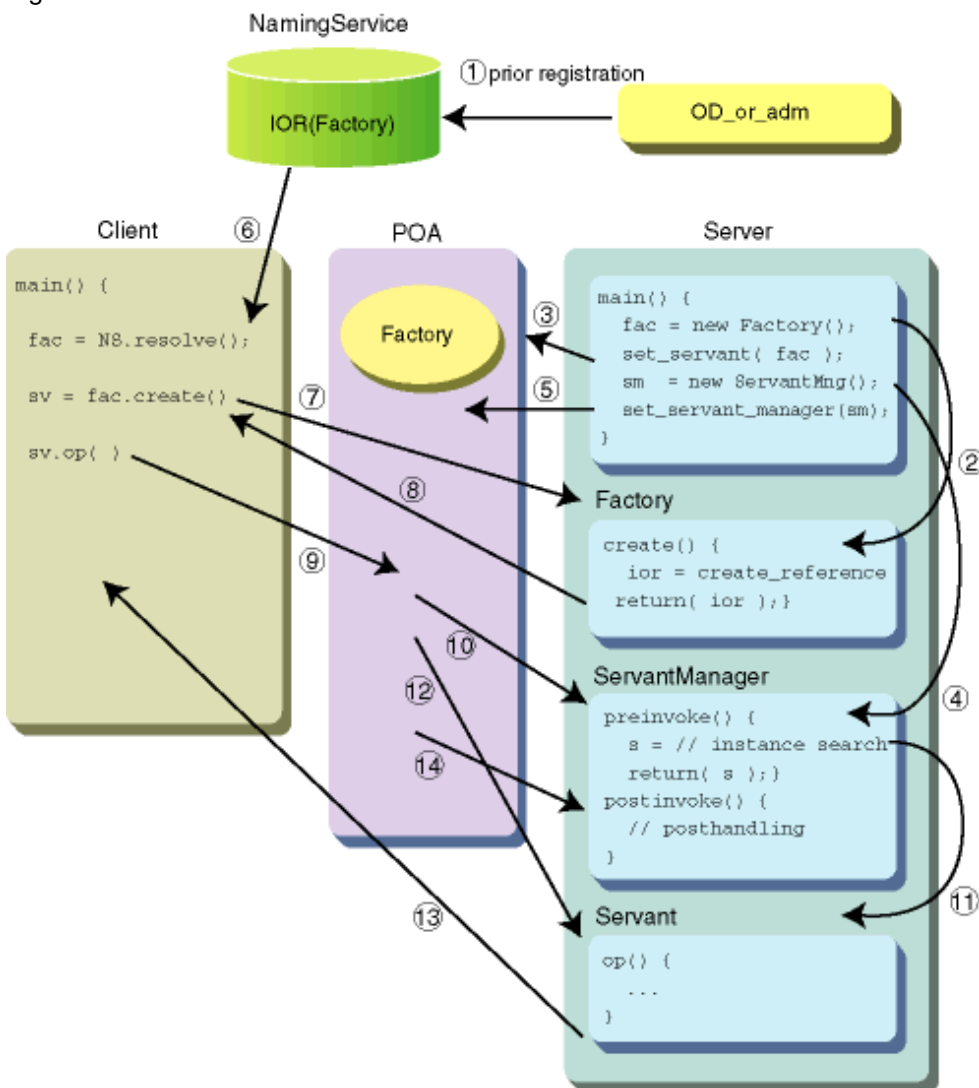 NamingService
① prior registration
IOR(Factory)
OD_or_adm
⑥
Client
main() {
fac = NS.resolve();
sv = fac.create()
sv.op( )
POA
Factory
③
⑤
⑦
⑧
⑨
⑩
⑫
⑭
⑬
Server
main() {
fac = new Factory();
set_servant( fac );
sm = new ServantMng();
set_servant_manager(sm);
}
②
Factory
create() {
ior = create_reference
return( ior );}
ServantManager
④
preinvoke() {
s = // instance search
return( s );}
postinvoke() {
// posthandling
}
⑪
Servant
op() {
...
}